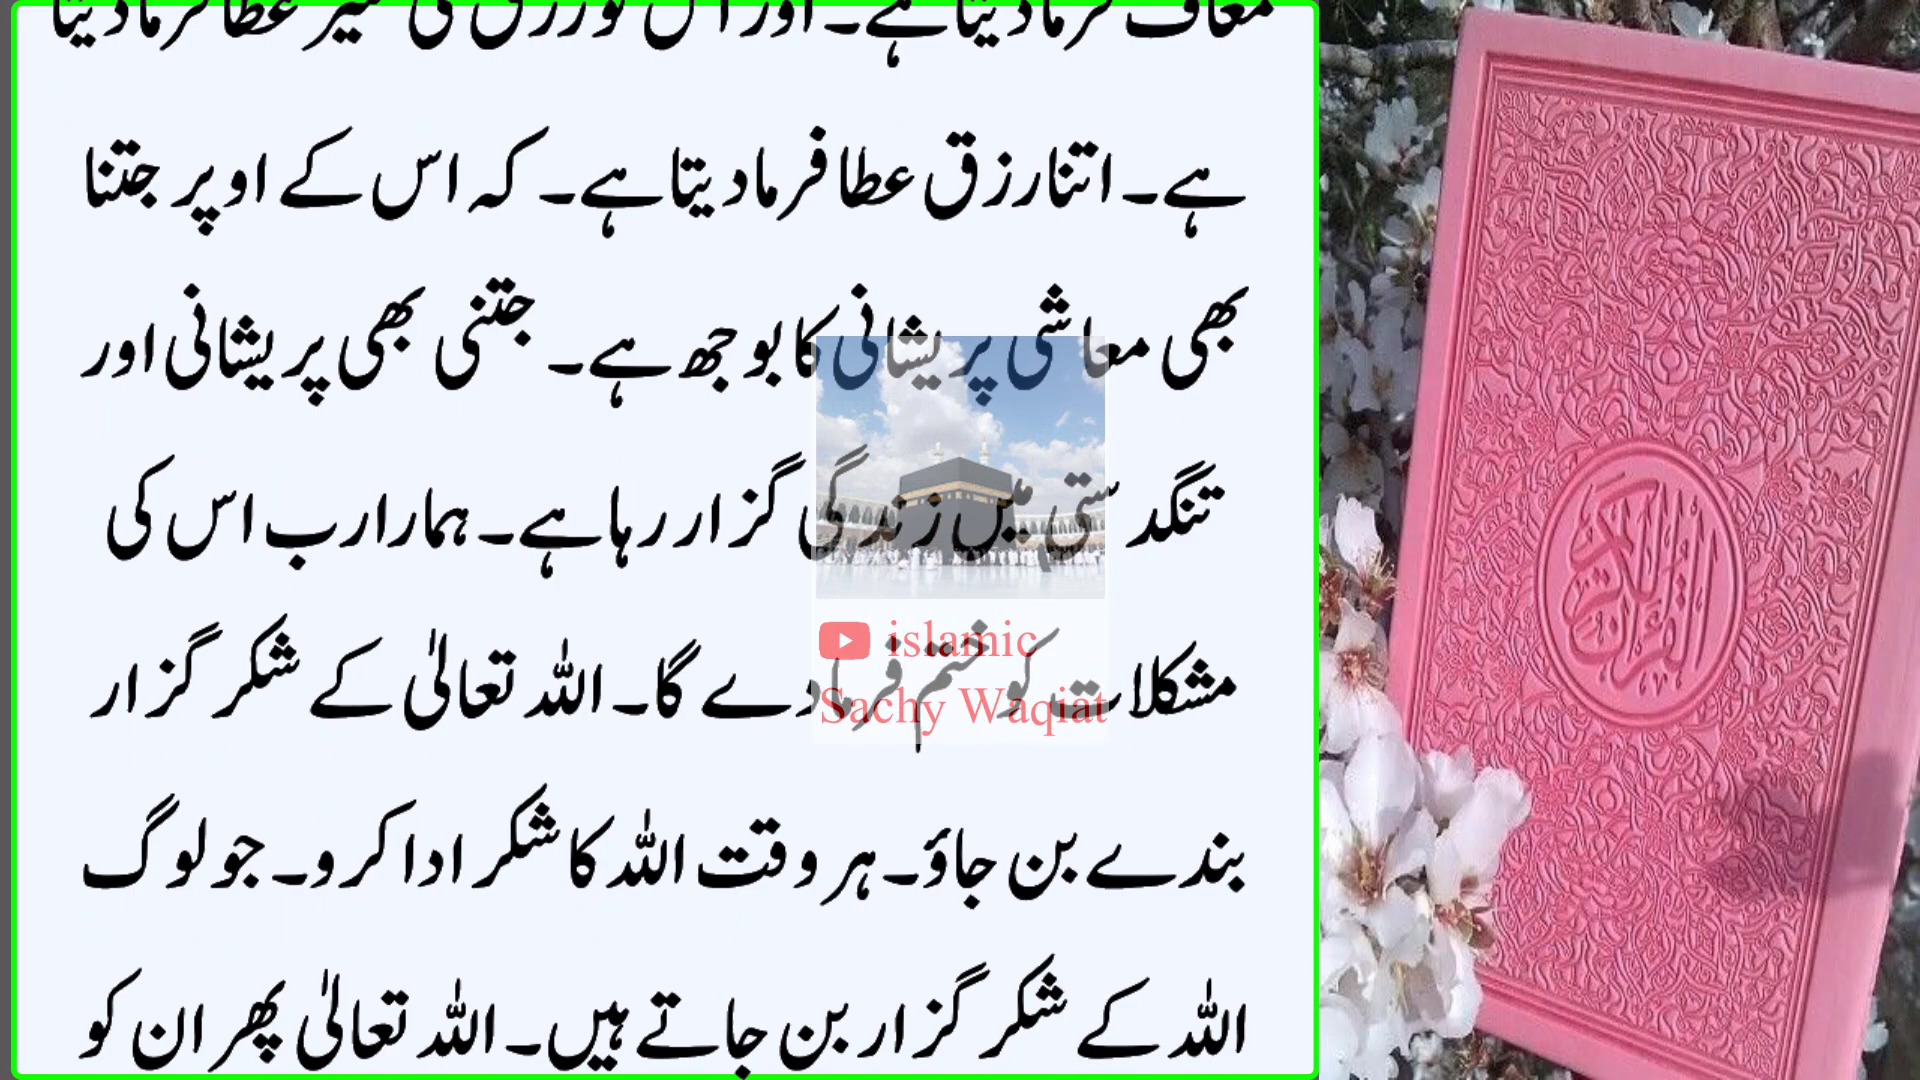 معاف فرما دیتا ہے۔ اور اس کو رزق کی خیر عطا فرما دیتا
ہے۔ اتنا رزق عطا فرما دیتا ہے۔ کہ اس کے اوپر جتنا
بھی معاشی پریشانی کا بوجھ ہے۔ جتنی بھی پریشانی اور
تنگدستی میں زندگی گزار رہا ہے۔ ہمارا رب اس کی
مشکلات کو ختم فرما دے گا۔ اللہ تعالیٰ کے شکر گزار
بندے بن جاؤ۔ ہر وقت اللہ کا شکر ادا کرو۔ جو لوگ
اللہ کے شکر گزار بن جاتے ہیں۔ اللہ تعالیٰ پھر ان کو
islamic
Sachy Waqiat
القرآن الكريم